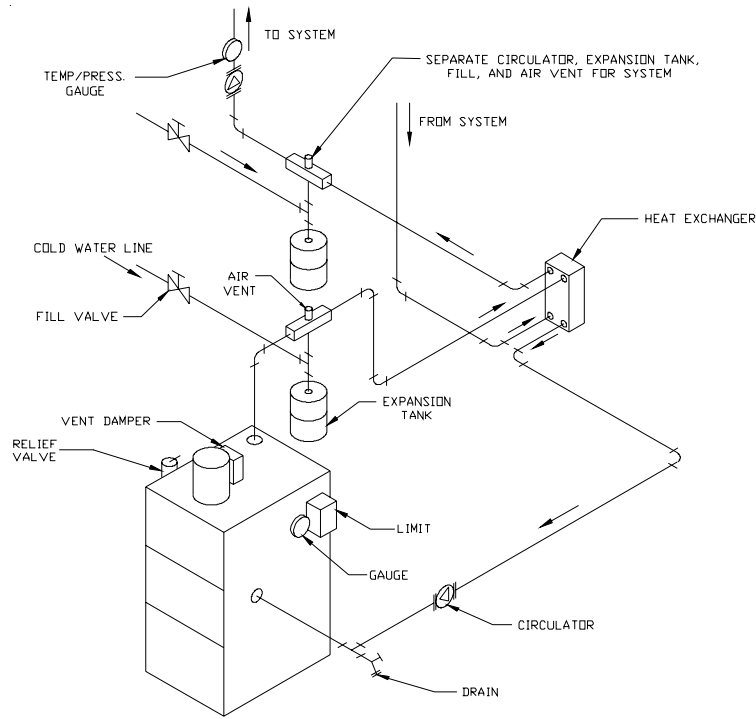 TO SYSTEM
TEMP/PRESS.
GAUGE
SEPARATE CIRCULATOR, EXPANSION TANK,
FILL, AND AIR VENT FOR SYSTEM
FROM SYSTEM
HEAT EXCHANGER
COLD WATER LINE
AIR
VENT
FILL VALVE
EXPANSION
TANK
VENT DAMPER
RELIEF
VALVE
LIMIT
GAUGE
CIRCULATOR
DRAIN